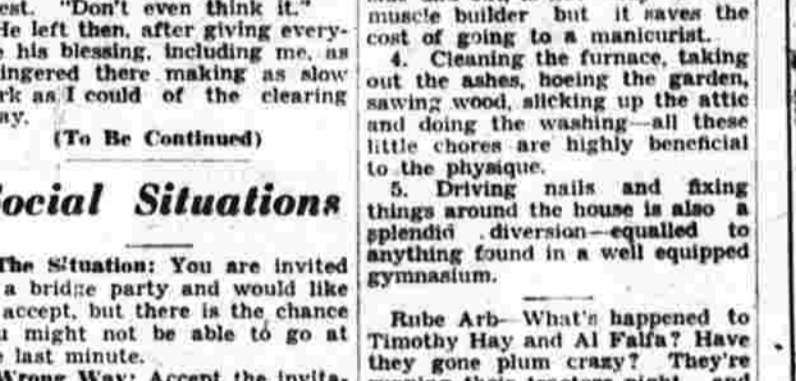 est. "Don't even think it."
He left then, after giving every-
his blessing, including me, as
ingered there making as slow
rk as I could of the clearing
ay.
(To Be Continued)
ocial Situations
The Situation: You are invited
a bridge party and would like
accept, but there is the chance
u might not be able to go at
last minute.
Wrong Way: Accept the invita-
muscle builder but it saves the
cost of going to a manicurist.
4. Cleaning the furnace, taking
out the ashes, hoeing the garden,
sawing wood, slicking up the attic
and doing the washing—all these
little chores are highly beneficial
to the physique.
5. Driving nails and fixing
things around the house is also a
splendid diversion—equalled to
anything found in a well equipped
gymnasium.
Rube Arb—What's happened to
Timothy Hay and Al Falfa? Have
they gone plum crazy? They're